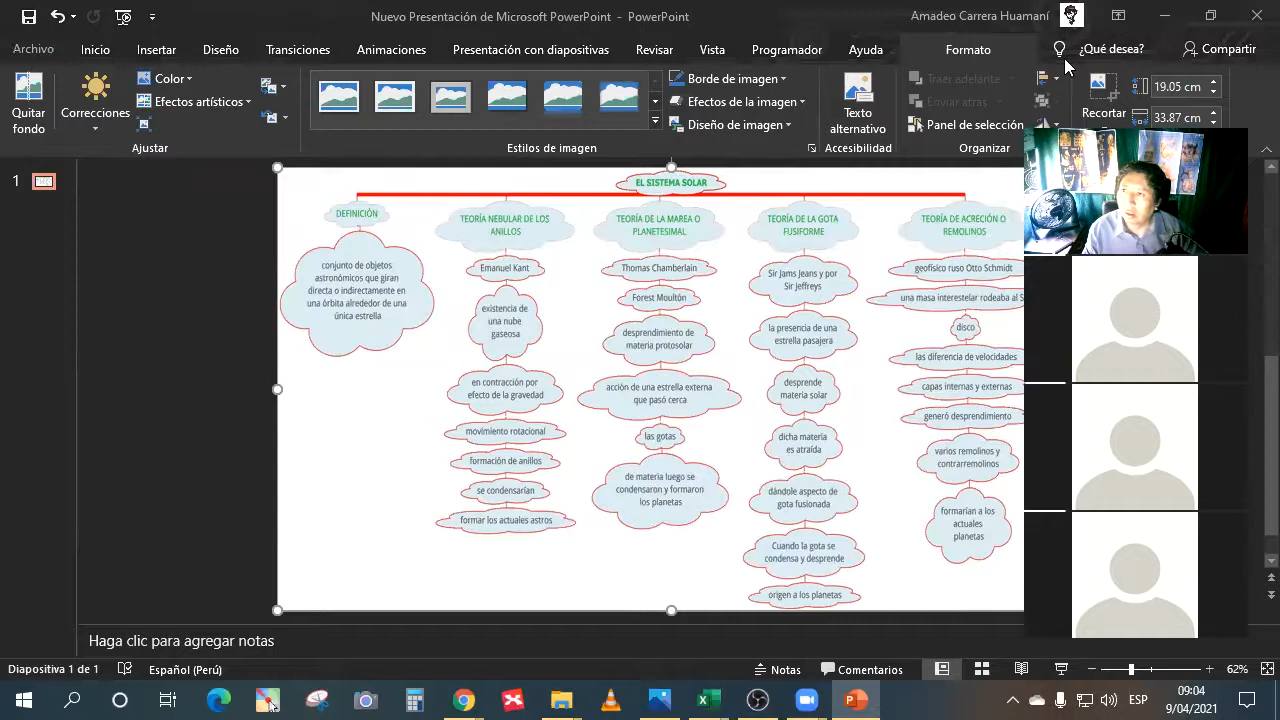 Nuevo Presentación de Microsoft PowerPoint - PowerPoint
Amadeo Carrera Huamaní
Archivo
Inicio
Insertar
Diseño
Transiciones
Animaciones
Presentación con diapositivas
Revisar
Vista
Programador
Ayuda
Formato
¿Qué desea?
Compartir
Quitar
fondo
Correcciones
Color
Efectos artísticos
Ajustar
Estilos de imagen
Borde de imagen
Efectos de la imagen
Diseño de imagen
Texto
alternativo
Accesibilidad
Traer adelante
Enviar atrás
Panel de selección
Organizar
Recortar
19.05 cm
33.87 cm
1
EL SISTEMA SOLAR
DEFINICIÓN
conjunto de objetos
astronómicos que giran
directa o indirectamente en
una órbita alrededor de una
única estrella
TEORÍA NEBULAR DE LOS
ANILLOS
Emanuel Kant
existencia de
una nube
gaseosa
en contracción por
efecto de la gravedad
movimiento rotacional
formación de anillos
se condensarían
formar los actuales astros
TEORÍA DE LA MAREA O
PLANETESIMAL
Thomas Chamberlain
Forest Moultón
desprendimiento de
materia protosolar
acción de una estrella externa
que pasó cerca
las gotas
de materia luego se
condensaron y formaron
los planetas
TEORÍA DE LA GOTA
FUSIFORME
Sir Jams Jeans y por
Sir Jeffreys
la presencia de una
estrella pasajera
desprende
materia solar
dicha materia
es atraída
dándole aspecto de
gota fusionada
Cuando la gota se
condensa y desprende
origen a los planetas
TEORÍA DE ACRECIÓN O
REMOLINOS
geofísico ruso Otto Schmidt
una masa interestelar rodeaba al S
disco
las diferencia de velocidades
capas internas y externas
generó desprendimiento
varios remolinos y
contrarremolinos
formarían a los
actuales
planetas
Haga clic para agregar notas
Diapositiva 1 de 1
Español (Perú)
Notas
Comentarios
62%
ESP
09:04
9/04/2021